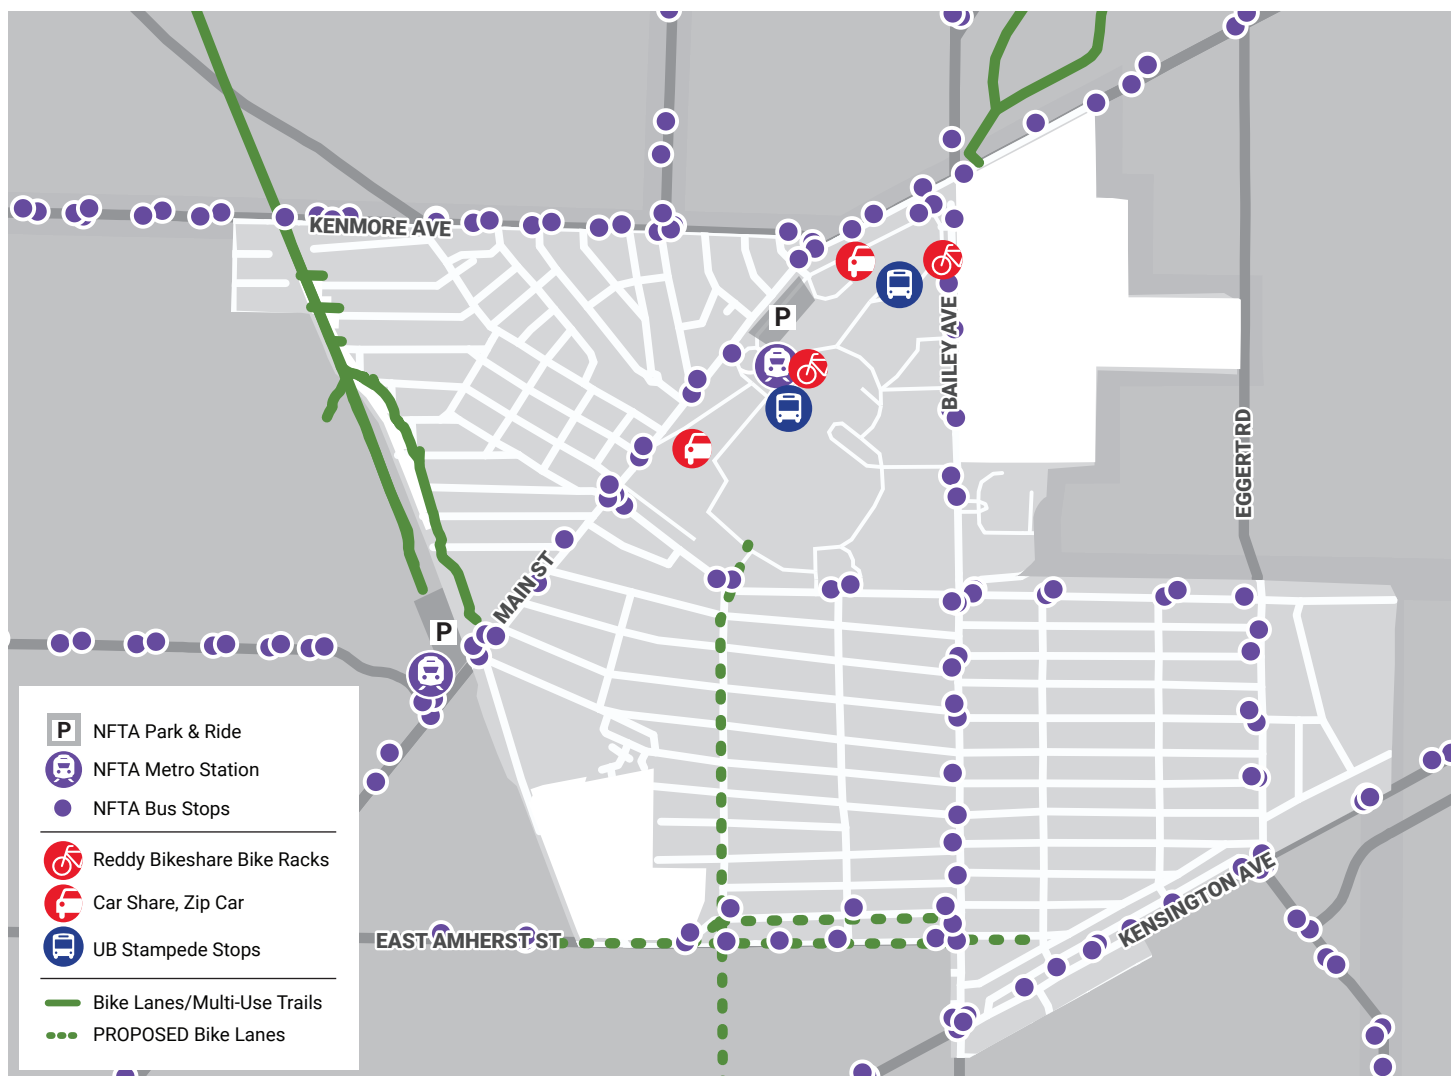 KENMORE AVE
P
BAILEY AVE
EGGERT RD
MAIN ST
P
P NFTA Park & Ride
NFTA Metro Station
NFTA Bus Stops
Reddy Bikeshare Bike Racks
Car Share, Zip Car
UB Stampede Stops
Bike Lanes/Multi-Use Trails
PROPOSED Bike Lanes
EAST AMHERST ST
KENSINGTON AVE